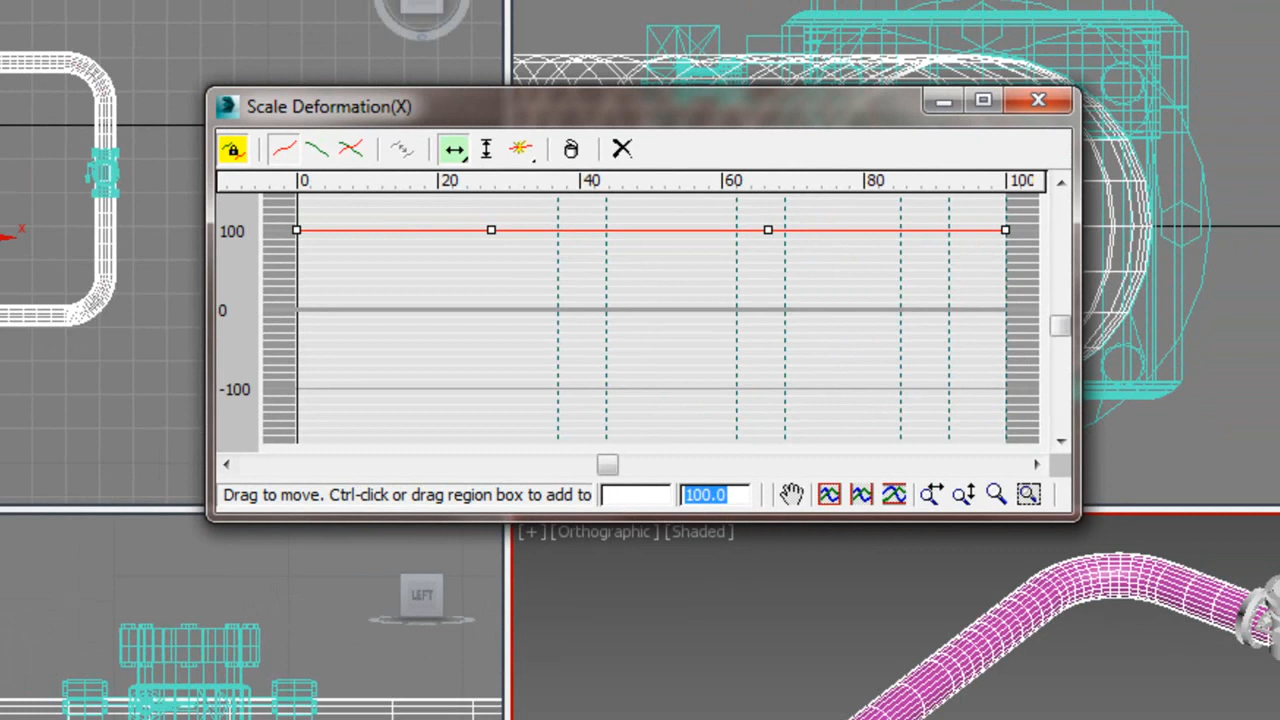 Scale Deformation(X)
0 20 40 60 80 100
100
0
-100
Drag to move. Ctrl-click or drag region box to add to
100.0
[+][Orthographic][Shaded]
LEFT
x